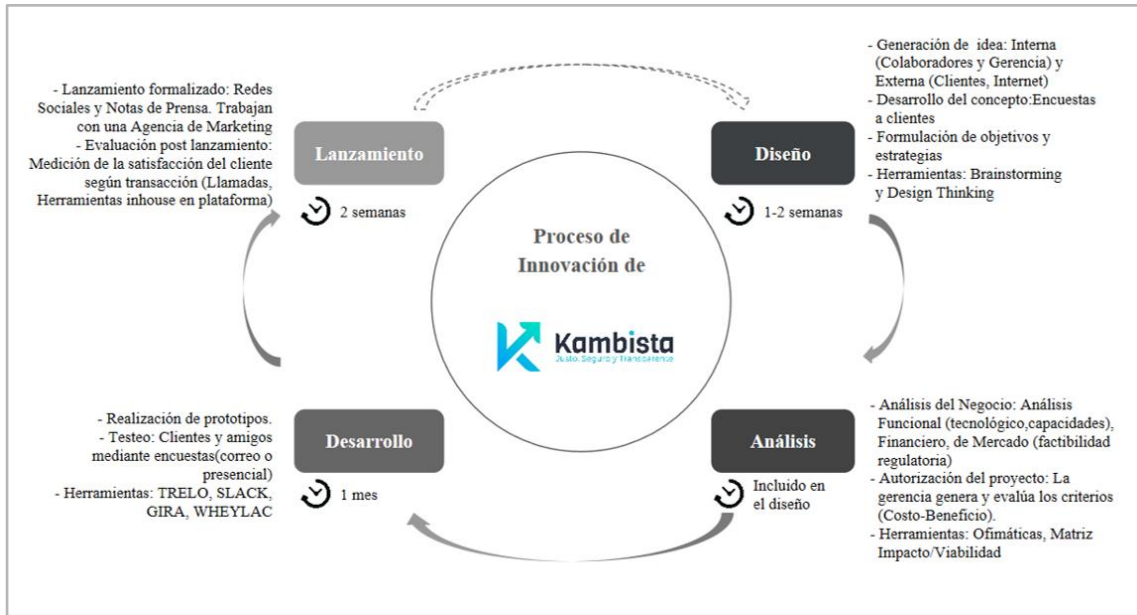 - Lanzamiento formalizado: Redes
Sociales y Notas de Prensa. Trabajan
con una Agencia de Marketing
- Evaluación post lanzamiento:
Medición de la satisfacción del cliente
según transacción (Llamadas,
Herramientas inhouse en plataforma)
Lanzamiento
2 semanas
- Generación de idea: Interna
(Colaboradores y Gerencia) y
Externa (Clientes, Internet)
- Desarrollo del concepto:Encuestas
a clientes
- Formulación de objetivos y
estrategias
- Herramientas: Brainstorming
y Design Thinking
Diseño
1-2 semanas
Proceso de
Innovación de
Kambista
Justo, Seguro y Transparente
- Realización de prototipos.
- Testeo: Clientes y amigos
mediante encuestas(correo o
presencial)
- Herramientas: TRELO, SLACK,
GIRA, WHEYLAC
Desarrollo
1 mes
Análisis
Incluido en
el diseño
- Análisis del Negocio: Análisis
Funcional (tecnológico,capacidades),
Financiero, de Mercado (factibilidad
regulatoria)
- Autorización del proyecto: La
gerencia genera y evalúa los criterios
(Costo-Beneficio).
- Herramientas: Ofimáticas, Matriz
Impacto/Viabilidad